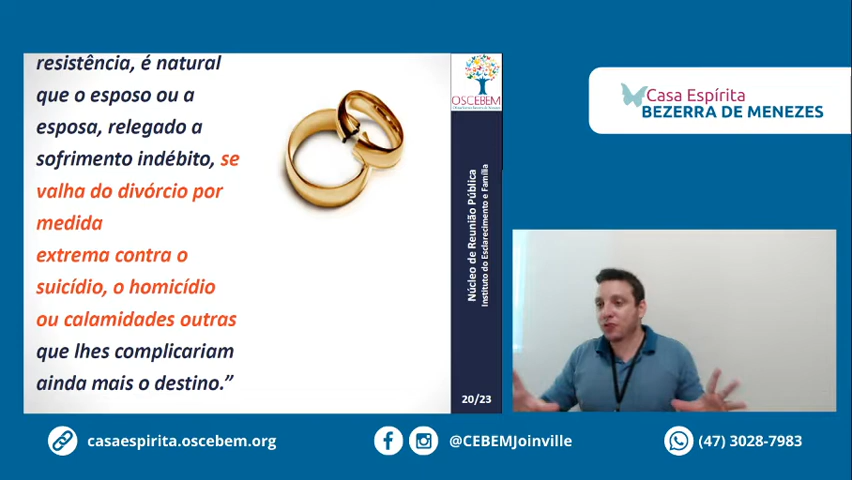 resistência, é natural
que o esposo ou a
esposa, relegado a
sofrimento indébito, se
valha do divórcio por
medida
extrema contra o
suicídio, o homicídio
ou calamidades outras
que lhes complicariam
ainda mais o destino.”
OSCEBEM
Núcleo de Reunião Pública
Instituto do Esclarecimento e Família
20/23
Casa Espírita
BEZERRA DE MENEZES
casaespirita.oscebem.org
@CEBEMJoinville
(47) 3028-7983